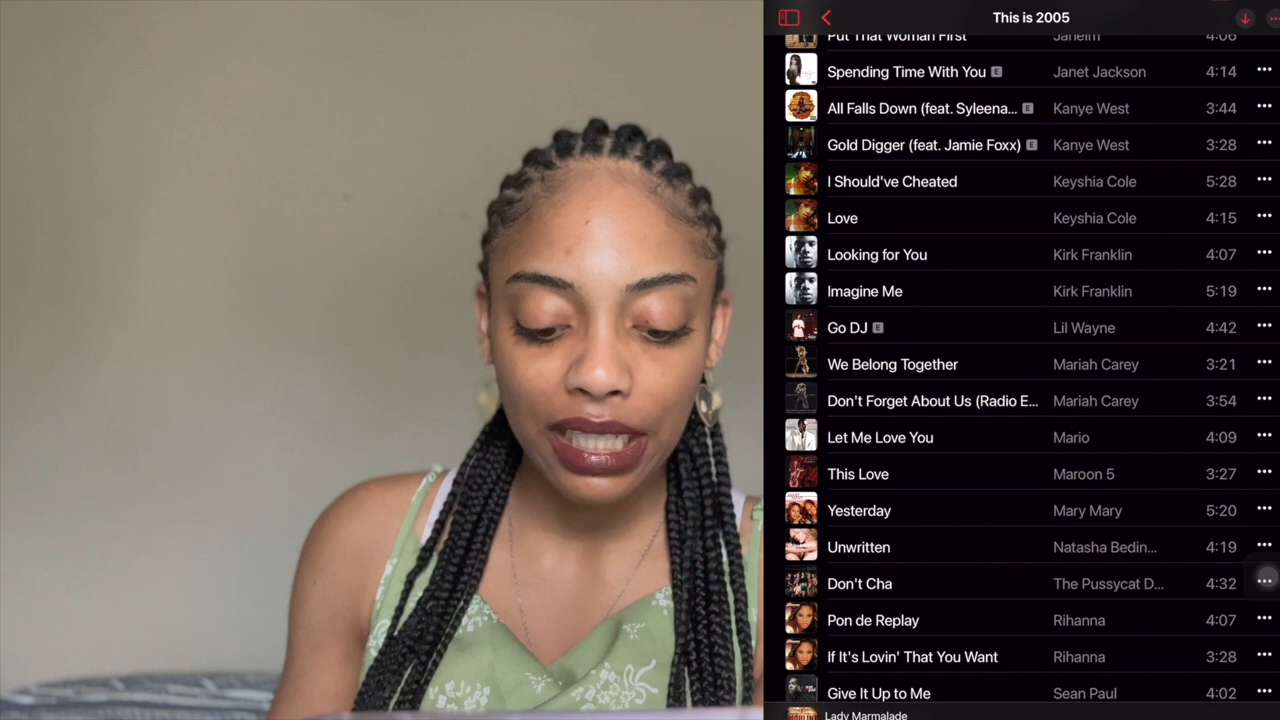 This is 2005
Put That Woman First Jaheim 4:06
Spending Time With You E Janet Jackson 4:14
All Falls Down (feat. Syleena... E Kanye West 3:44
Gold Digger (feat. Jamie Foxx) E Kanye West 3:28
I Should've Cheated Keyshia Cole 5:28
Love Keyshia Cole 4:15
Looking for You Kirk Franklin 4:07
Imagine Me Kirk Franklin 5:19
Go DJ E Lil Wayne 4:42
We Belong Together Mariah Carey 3:21
Don't Forget About Us (Radio E... Mariah Carey 3:54
Let Me Love You Mario 4:09
This Love Maroon 5 3:27
Yesterday Mary Mary 5:20
Unwritten Natasha Bedin... 4:19
Don't Cha The Pussycat D... 4:32
Pon de Replay Rihanna 4:07
If It's Lovin' That You Want Rihanna 3:28
Give It Up to Me Sean Paul 4:02
Lady Marmalade